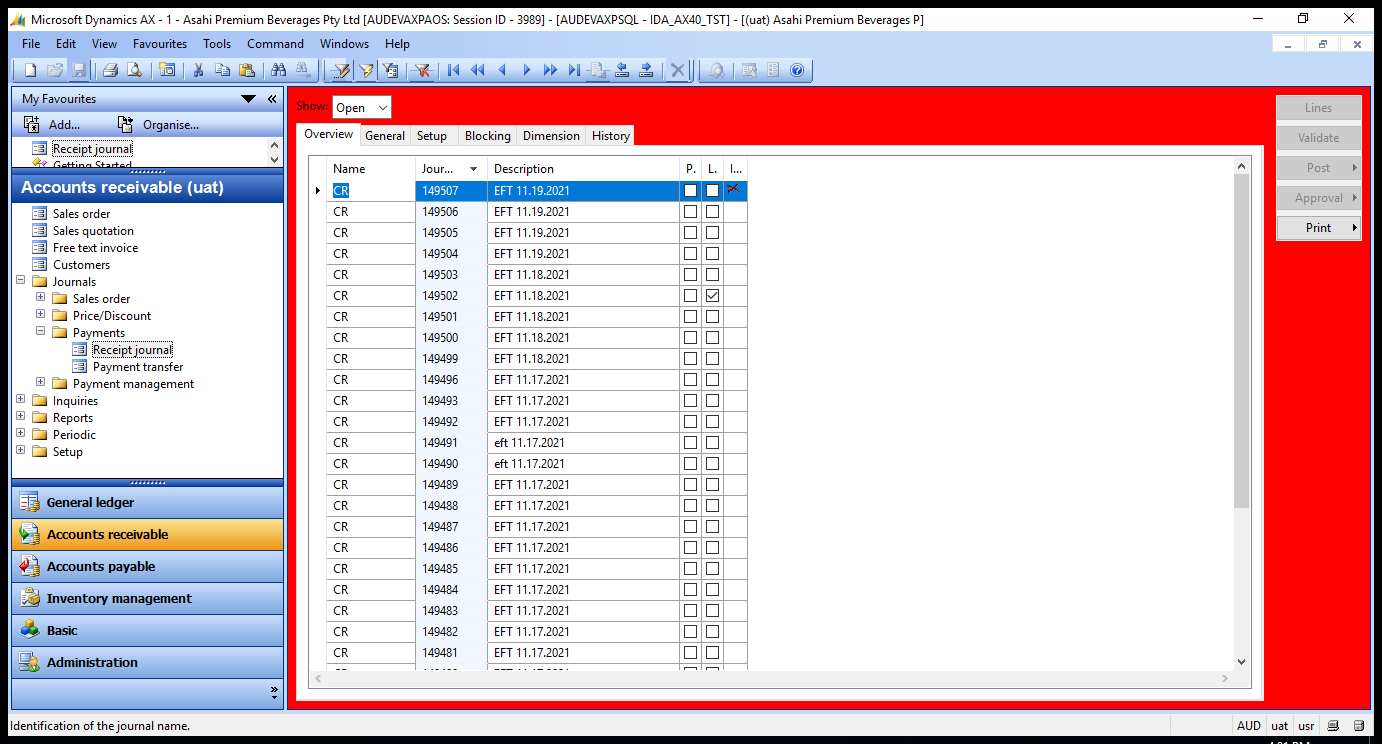 Microsoft Dynamics AX - 1 - Asahi Premium Beverages Pty Ltd [AUDEVAXPAOS: Session ID - 3989] - [AUDEVAXPSQL - IDA_AX40_TST] - [(uat) Asahi Premium Beverages P]
File Edit View Favourites Tools Command Windows Help
My Favourites
Add... Organise...
Receipt journal
Getting Started
Accounts receivable (uat)
Sales order
Sales quotation
Free text invoice
Customers
Journals
Sales order
Price/Discount
Payments
Receipt journal
Payment transfer
Payment management
Inquiries
Reports
Periodic
Setup
General ledger
Accounts receivable
Accounts payable
Inventory management
Basic
Administration
Show: Open
Overview General Setup Blocking Dimension History
Name Jour... Description P. L. I...
CR 149507 EFT 11.19.2021
CR 149506 EFT 11.19.2021
CR 149505 EFT 11.19.2021
CR 149504 EFT 11.19.2021
CR 149503 EFT 11.18.2021
CR 149502 EFT 11.18.2021
CR 149501 EFT 11.18.2021
CR 149500 EFT 11.18.2021
CR 149499 EFT 11.18.2021
CR 149496 EFT 11.17.2021
CR 149493 EFT 11.17.2021
CR 149492 EFT 11.17.2021
CR 149491 eft 11.17.2021
CR 149490 eft 11.17.2021
CR 149489 EFT 11.17.2021
CR 149488 EFT 11.17.2021
CR 149487 EFT 11.17.2021
CR 149486 EFT 11.17.2021
CR 149485 EFT 11.17.2021
CR 149484 EFT 11.17.2021
CR 149483 EFT 11.17.2021
CR 149482 EFT 11.17.2021
CR 149481 EFT 11.17.2021
Lines
Validate
Post
Approval
Print
Identification of the journal name.
AUD uat usr